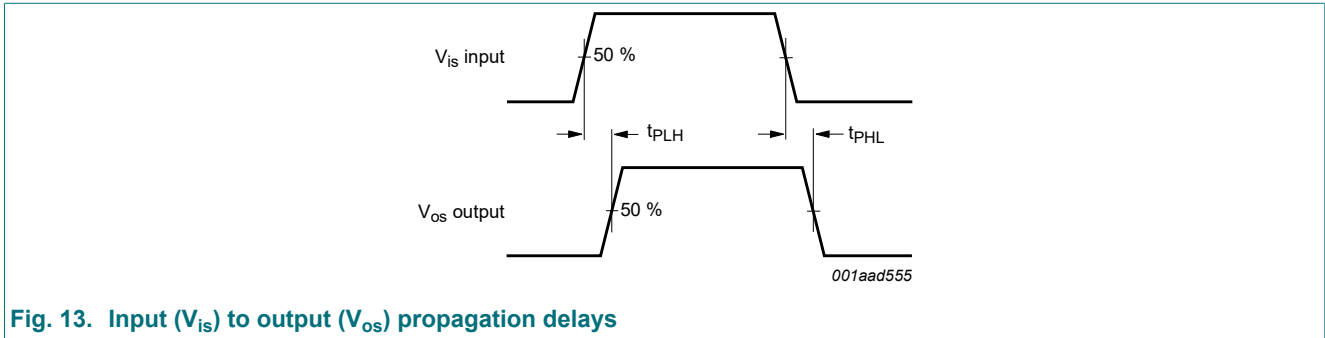 V_is input
50 %
t_PLH
t_PHL
V_os output
50 %
001aad555
Fig. 13. Input (V_is) to output (V_os) propagation delays